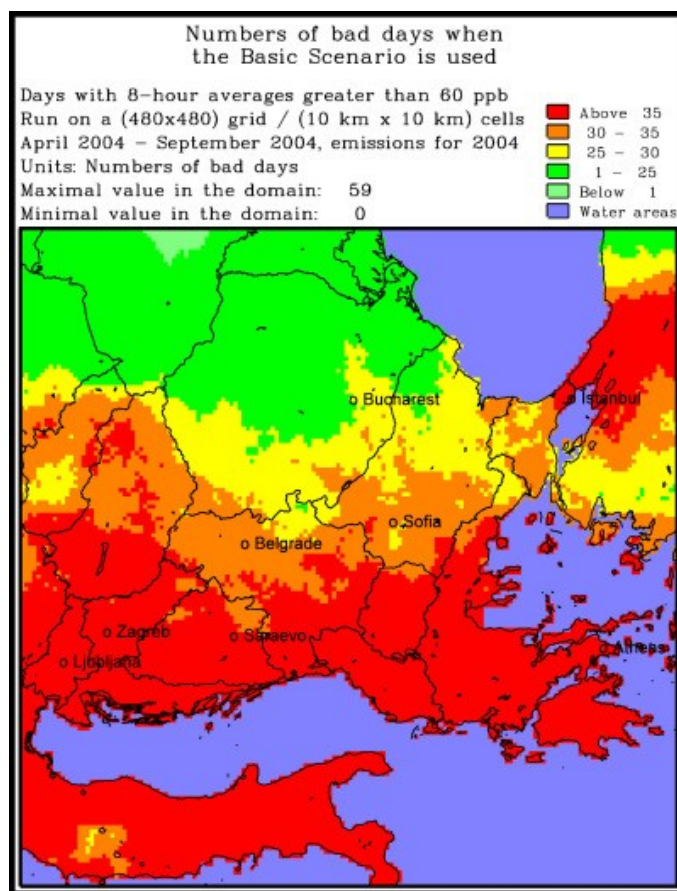 Numbers of bad days when
the Basic Scenario is used
Days with 8-hour averages greater than 60 ppb
Run on a (480x480) grid / (10 km x 10 km) cells
April 2004 - September 2004, emissions for 2004
Units: Numbers of bad days
Maximal value in the domain: 59
Minimal value in the domain: 0
Above 35
30 - 35
25 - 30
1 - 25
Below 1
Water areas
Bucharest
Istanbul
Sofia
Belgrade
Zagreb
Saraevo
Ljubljana
Athens